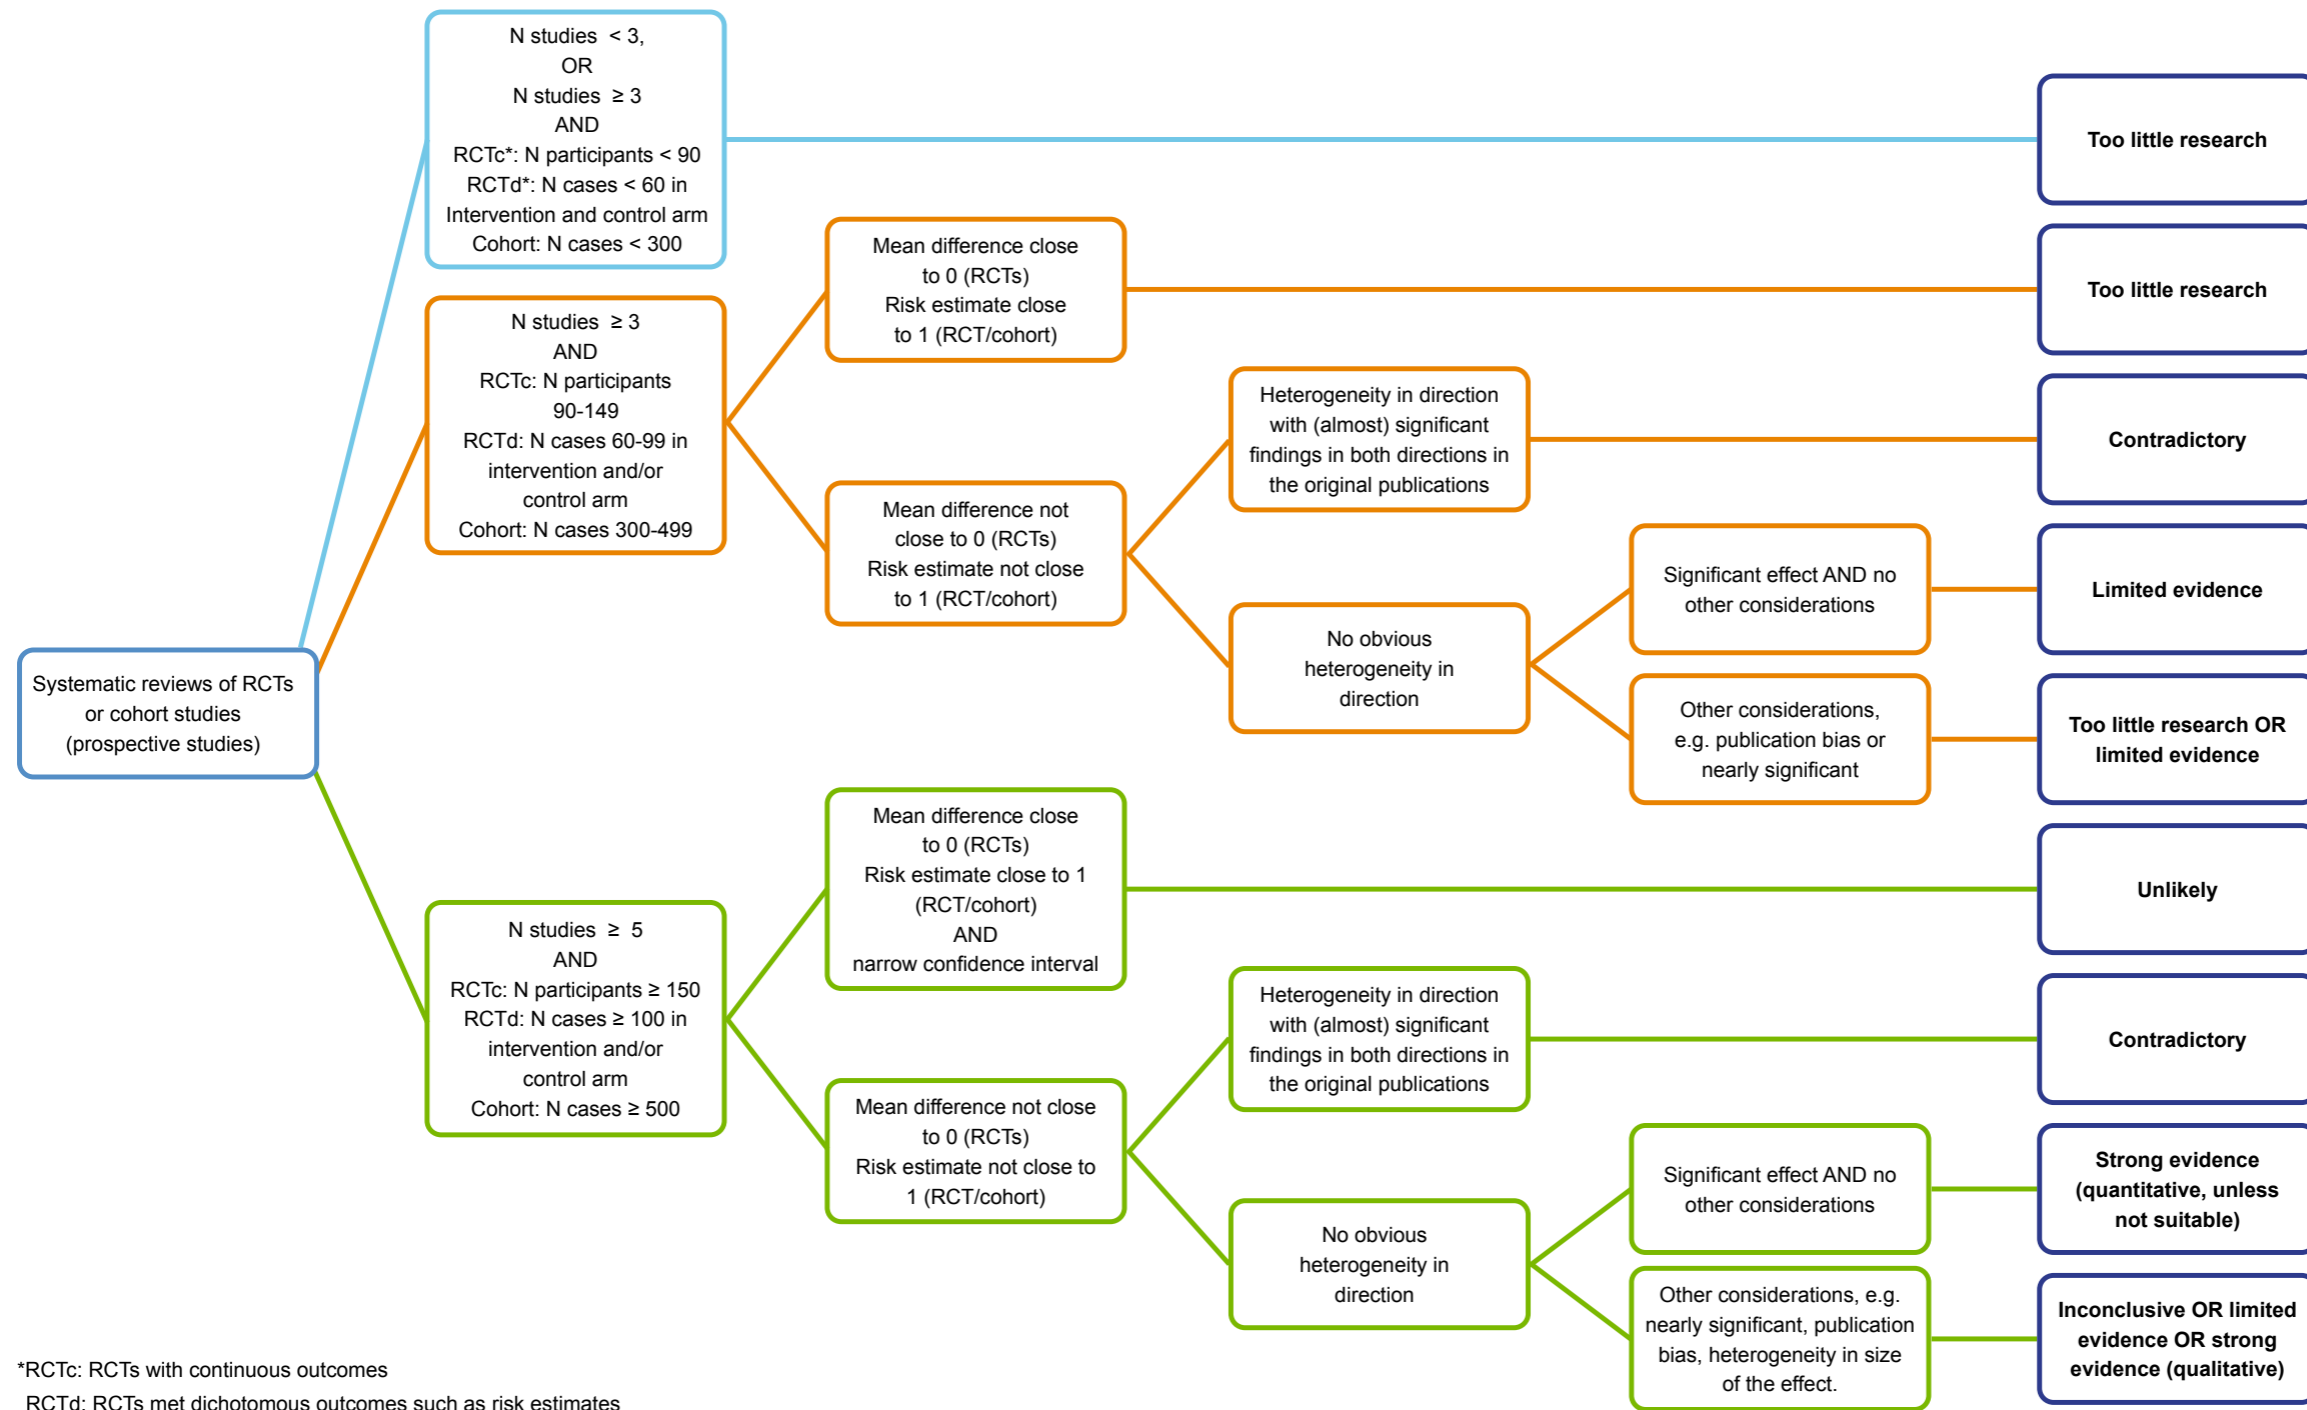 N studies < 3,
OR
N studies ≥ 3
AND
RCTc*: N participants < 90
RCTd*: N cases < 60 in
Intervention and control arm
Cohort: N cases < 300
Too little research
Mean difference close
to 0 (RCTs)
Risk estimate close
to 1 (RCT/cohort)
Too little research
N studies ≥ 3
AND
RCTc: N participants
90-149
RCTd: N cases 60-99 in
intervention and/or
control arm
Cohort: N cases 300-499
Heterogeneity in direction
with (almost) significant
findings in both directions in
the original publications
Contradictory
Mean difference not
close to 0 (RCTs)
Risk estimate not close
to 1 (RCT/cohort)
Significant effect AND no
other considerations
Limited evidence
No obvious
heterogeneity in
direction
Other considerations,
e.g. publication bias or
nearly significant
Too little research OR
limited evidence
Systematic reviews of RCTs
or cohort studies
(prospective studies)
Mean difference close
to 0 (RCTs)
Risk estimate close to 1
(RCT/cohort)
AND
narrow confidence interval
Unlikely
N studies ≥ 5
AND
RCTc: N participants ≥ 150
RCTd: N cases ≥ 100 in
intervention and/or
control arm
Cohort: N cases ≥ 500
Heterogeneity in direction
with (almost) significant
findings in both directions in
the original publications
Contradictory
Mean difference not close
to 0 (RCTs)
Risk estimate not close to
1 (RCT/cohort)
Significant effect AND no
other considerations
Strong evidence
(quantitative, unless
not suitable)
No obvious
heterogeneity in
direction
Other considerations, e.g.
nearly significant, publication
bias, heterogeneity in size
of the effect.
Inconclusive OR limited
evidence OR strong
evidence (qualitative)
*RCTc: RCTs with continuous outcomes
RCTd: RCTs met dichotomous outcomes such as risk estimates